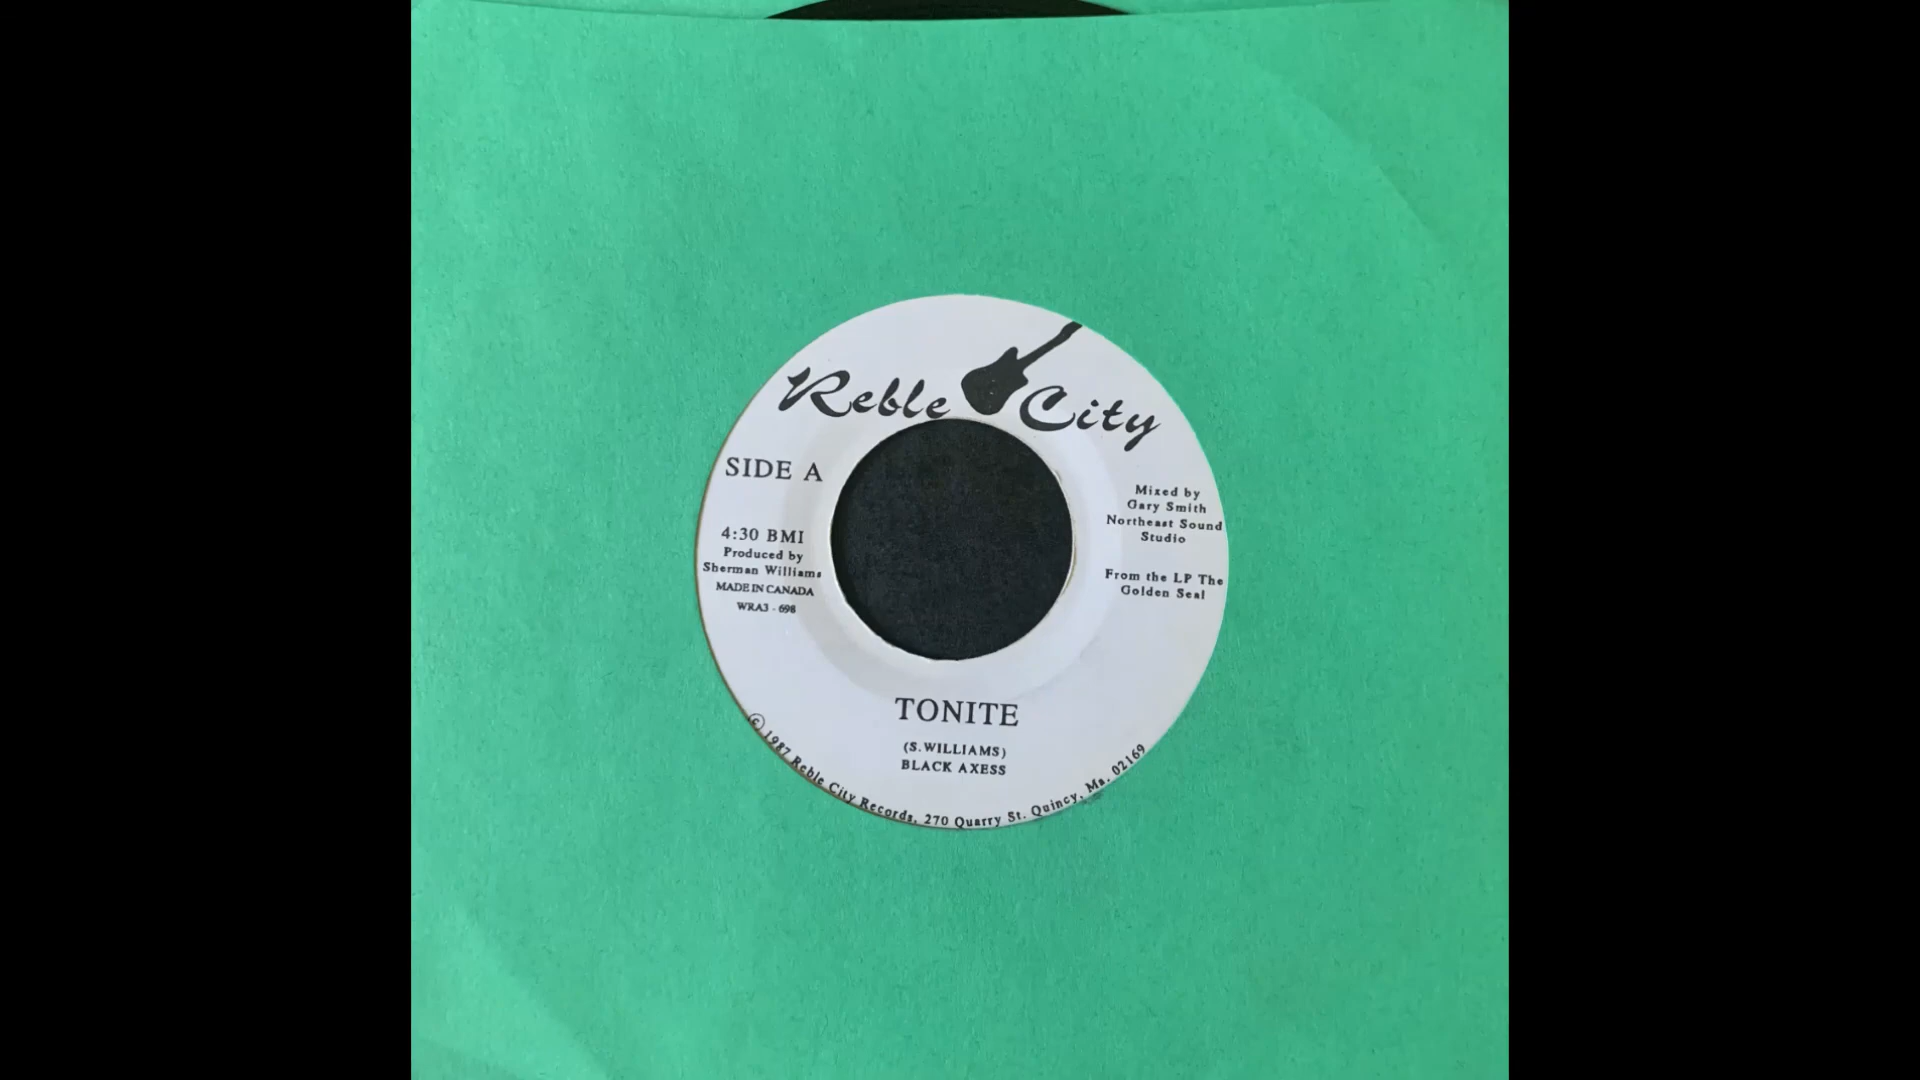 Reble City
SIDE A
4:30 BMI
Produced by
Sherman Williams
MADE IN CANADA
WRA3 - 698
Mixed by
Gary Smith
Northeast Sound
Studio
From the LP The
Golden Seal
TONITE
(S.WILLIAMS)
BLACK AXESS
© 1987 Reble City Records, 270 Quarry St. Quincy, Ma. 02169